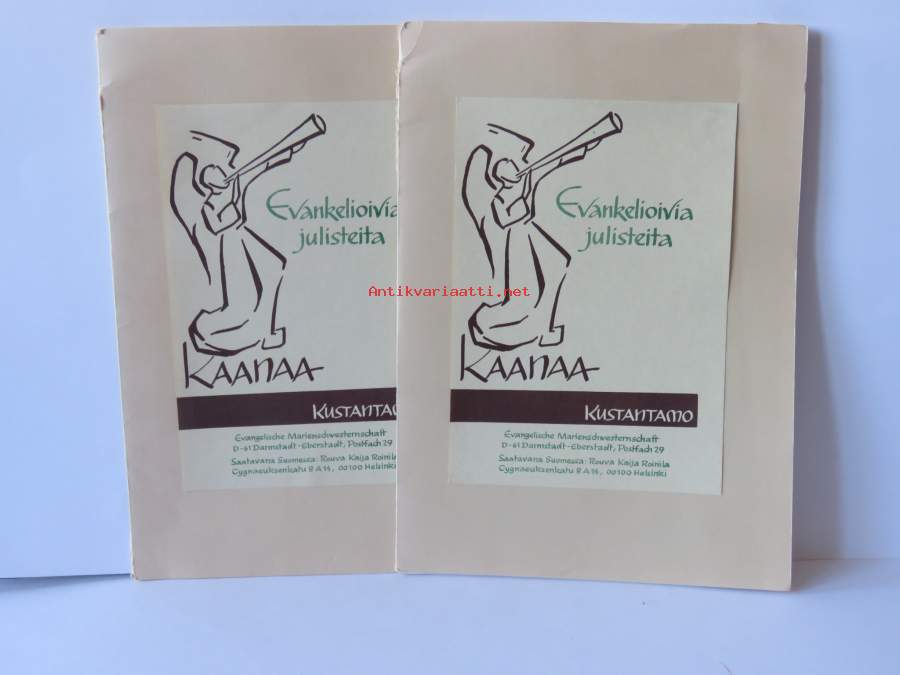 Evankelioivia
julisteita
KAANAA
KUSTANTAMO
Evangelische Marienschwesternschaft
D-61 Darmstadt-Eberstadt, Postfach 29
Saatavana Suomessa: Rouva Kaija Roinila
Cygnaeuksenkatu 8 A 14, 00100 Helsinki
Evankelioivia
julisteita
KAANAA
KUSTANTAMO
Evangelische Marienschwesternschaft
D-61 Darmstadt-Eberstadt, Postfach 29
Saatavana Suomessa: Rouva Kaija Roinila
Cygnaeuksenkatu 8 A 14, 00100 Helsinki
Antikvariaatti.net